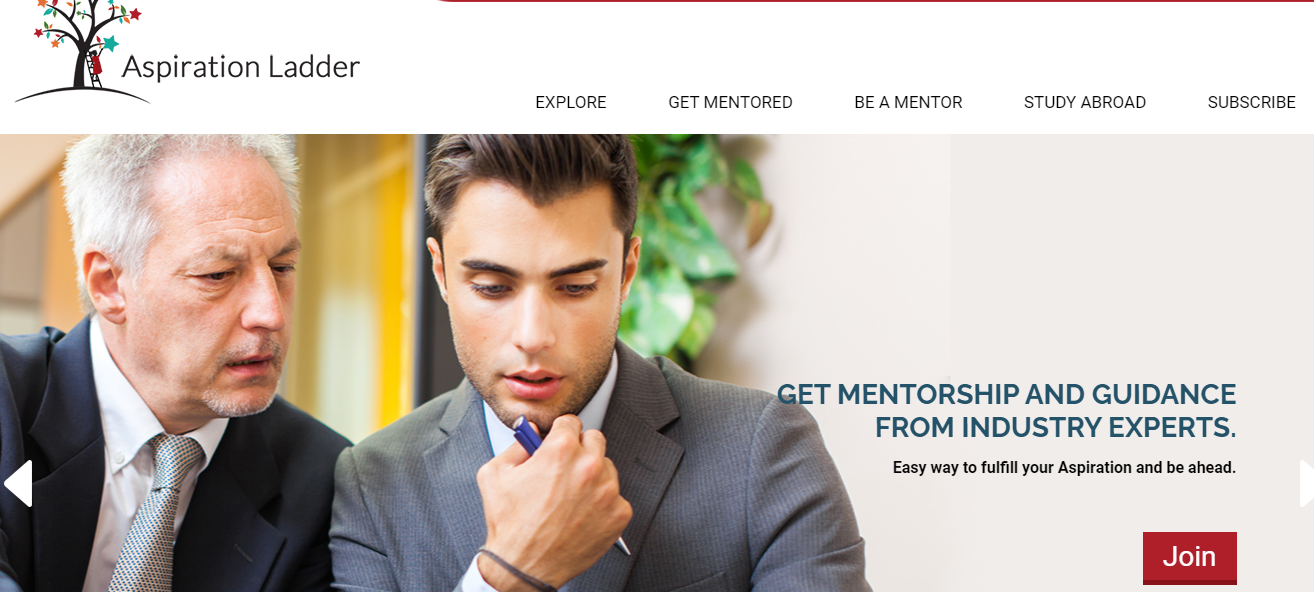 Aspiration Ladder
EXPLORE GET MENTORED BE A MENTOR STUDY ABROAD SUBSCRIBE
GET MENTORSHIP AND GUIDANCE
FROM INDUSTRY EXPERTS.
Easy way to fulfill your Aspiration and be ahead.
Join